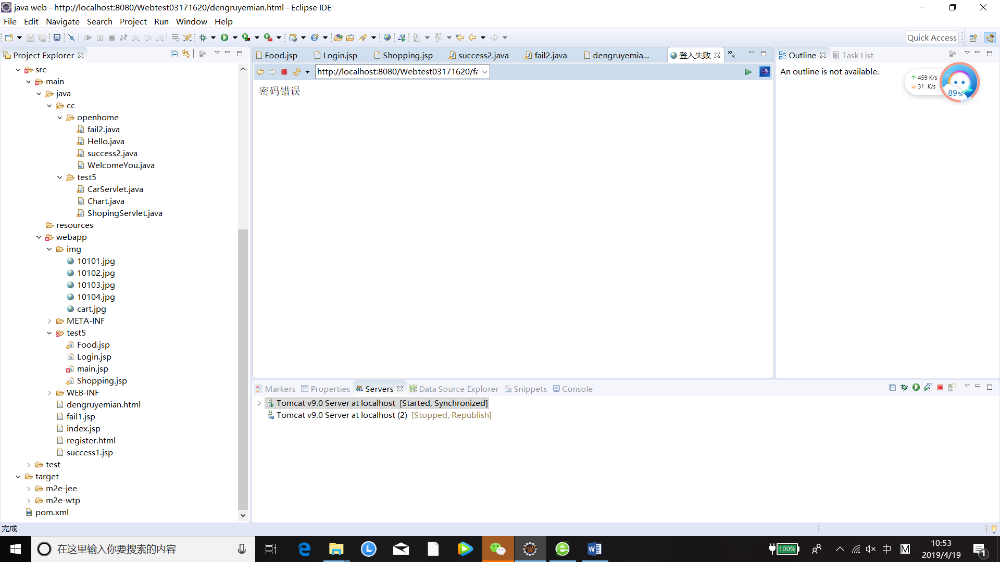 java web - http://localhost:8080/Webtest03171620/dengruyemian.html - Eclipse IDE
File Edit Navigate Search Project Run Window Help
Quick Access
Project Explorer
src
main
java
cc
openhome
fail2.java
Hello.java
success2.java
WelcomeYou.java
test5
CarServlet.java
Chart.java
ShopingServlet.java
resources
webapp
img
10101.jpg
10102.jpg
10103.jpg
10104.jpg
cart.jpg
META-INF
test5
Food.jsp
Login.jsp
main.jsp
Shopping.jsp
WEB-INF
dengruyemian.html
fail1.jsp
index.jsp
register.html
success1.jsp
test
target
m2e-jee
m2e-wtp
pom.xml
Food.jsp Login.jsp Shopping.jsp success2.java fail2.java dengruyemia... 登入失败 »3
http://localhost:8080/Webtest03171620/fa
密码错误
Outline Task List
An outline is not available.
459 K/s
31 K/s
89%
Markers Properties Servers Data Source Explorer Snippets Console
Tomcat v9.0 Server at localhost [Started, Synchronized]
Tomcat v9.0 Server at localhost (2) [Stopped, Republish]
完成
在这里输入你要搜索的内容
100%
中
M
10:53
2019/4/19
1